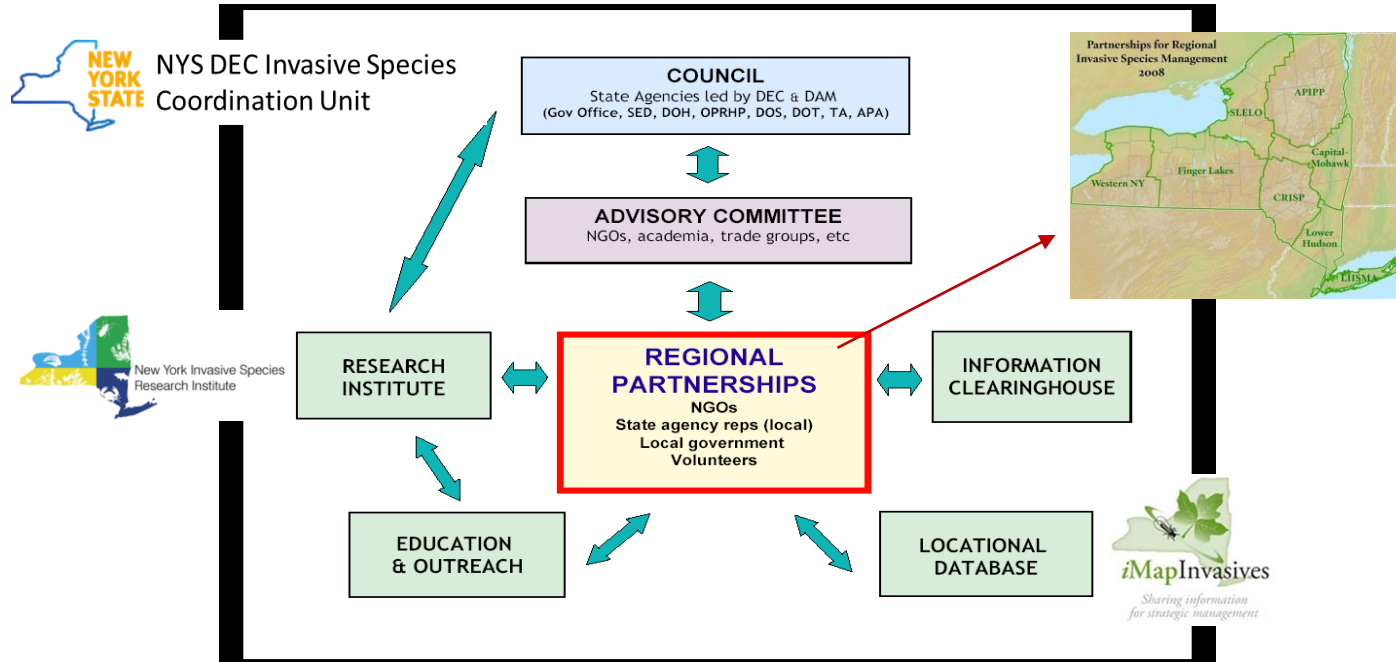 NEW
YORK
STATE
NYS DEC Invasive Species
Coordination Unit
COUNCIL
State Agencies led by DEC & DAM
(Gov Office, SED, DOH, OPRHP, DOS, DOT, TA, APA)
Partnerships for Regional
Invasive Species Management
2008
SLELO
APIPP
Capital-
Mohawk
Western NY
Finger Lakes
CRISP
Lower
Hudson
LIISMA
ADVISORY COMMITTEE
NGOs, academia, trade groups, etc
New York Invasive Species
Research Institute
RESEARCH
INSTITUTE
REGIONAL
PARTNERSHIPS
NGOs
State agency reps (local)
Local government
Volunteers
INFORMATION
CLEARINGHOUSE
EDUCATION
& OUTREACH
LOCATIONAL
DATABASE
iMapInvasives
Sharing information
for strategic management